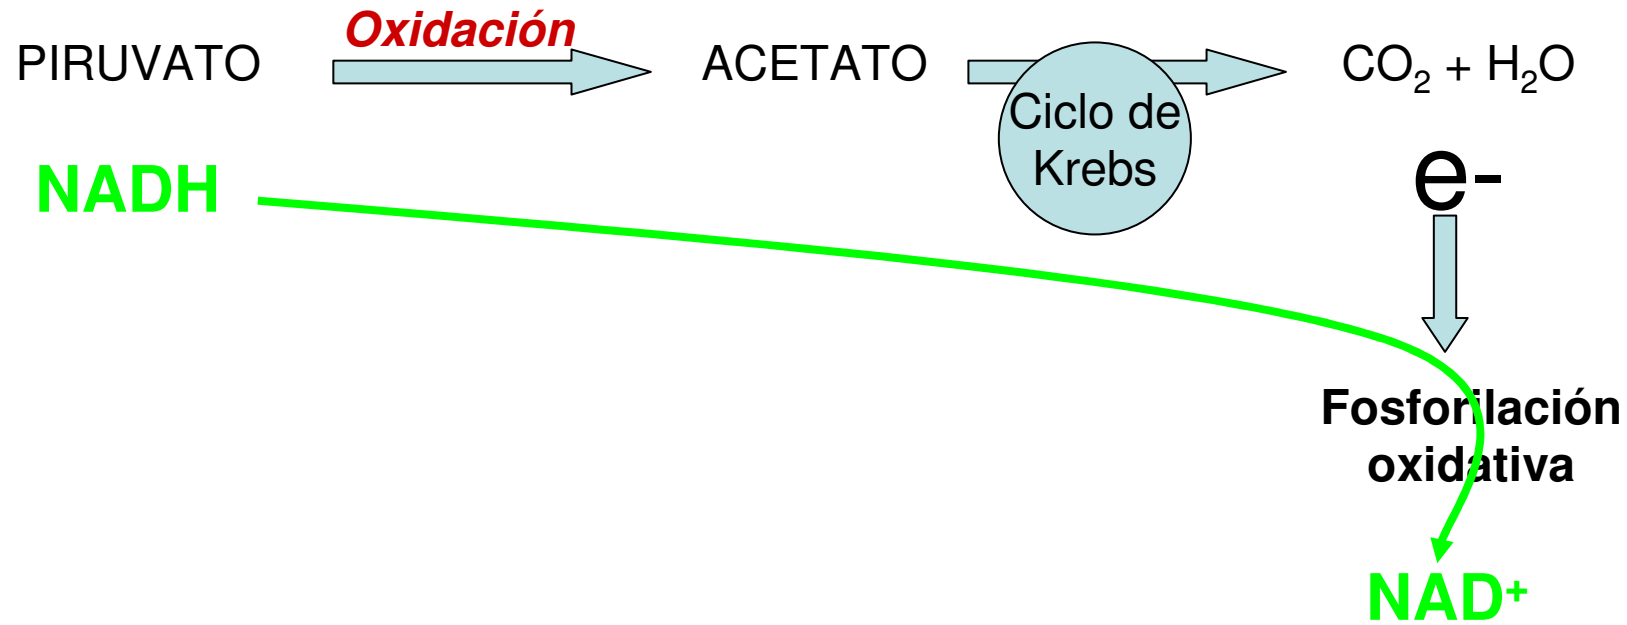 Oxidación
PIRUVATO
ACETATO
CO₂ + H₂O
Ciclo de
Krebs
NADH
e-
Fosforilación
oxidativa
NAD⁺